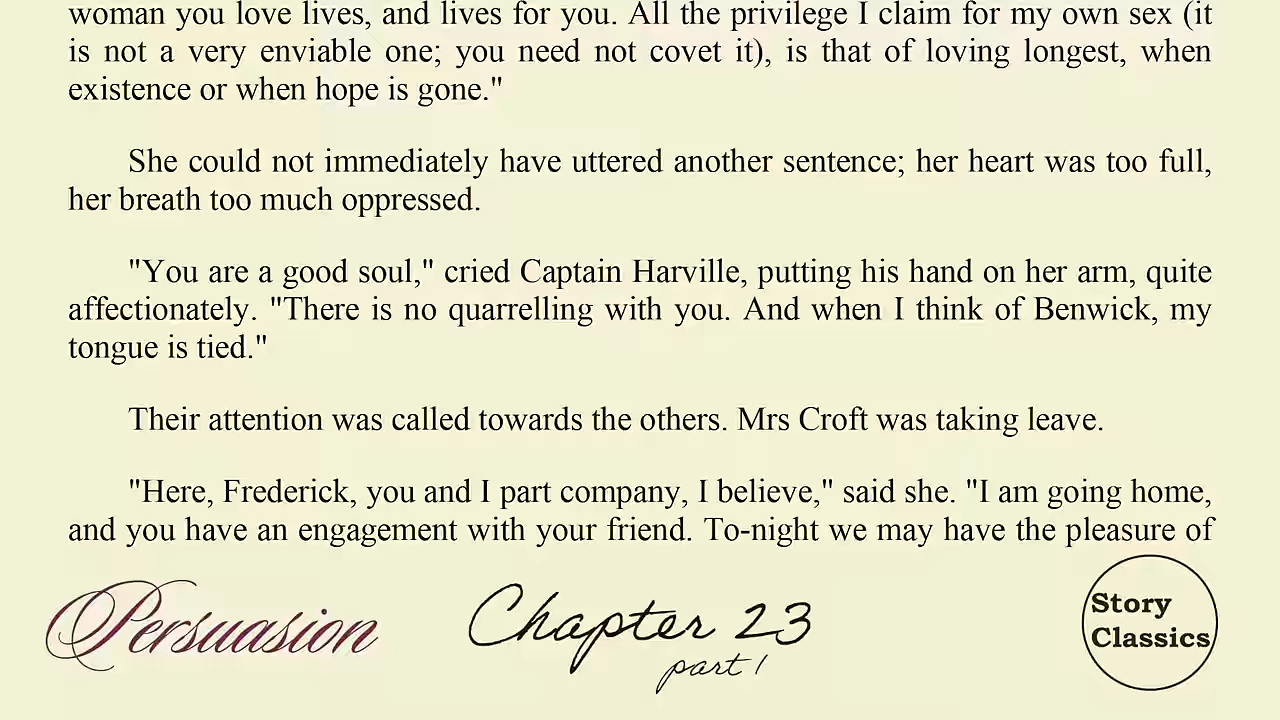 woman you love lives, and lives for you. All the privilege I claim for my own sex (it
is not a very enviable one; you need not covet it), is that of loving longest, when
existence or when hope is gone."
She could not immediately have uttered another sentence; her heart was too full,
her breath too much oppressed.
"You are a good soul," cried Captain Harville, putting his hand on her arm, quite
affectionately. "There is no quarrelling with you. And when I think of Benwick, my
tongue is tied."
Their attention was called towards the others. Mrs Croft was taking leave.
"Here, Frederick, you and I part company, I believe," said she. "I am going home,
and you have an engagement with your friend. To-night we may have the pleasure of
Persuasion
Chapter 23
part 1
Story
Classics